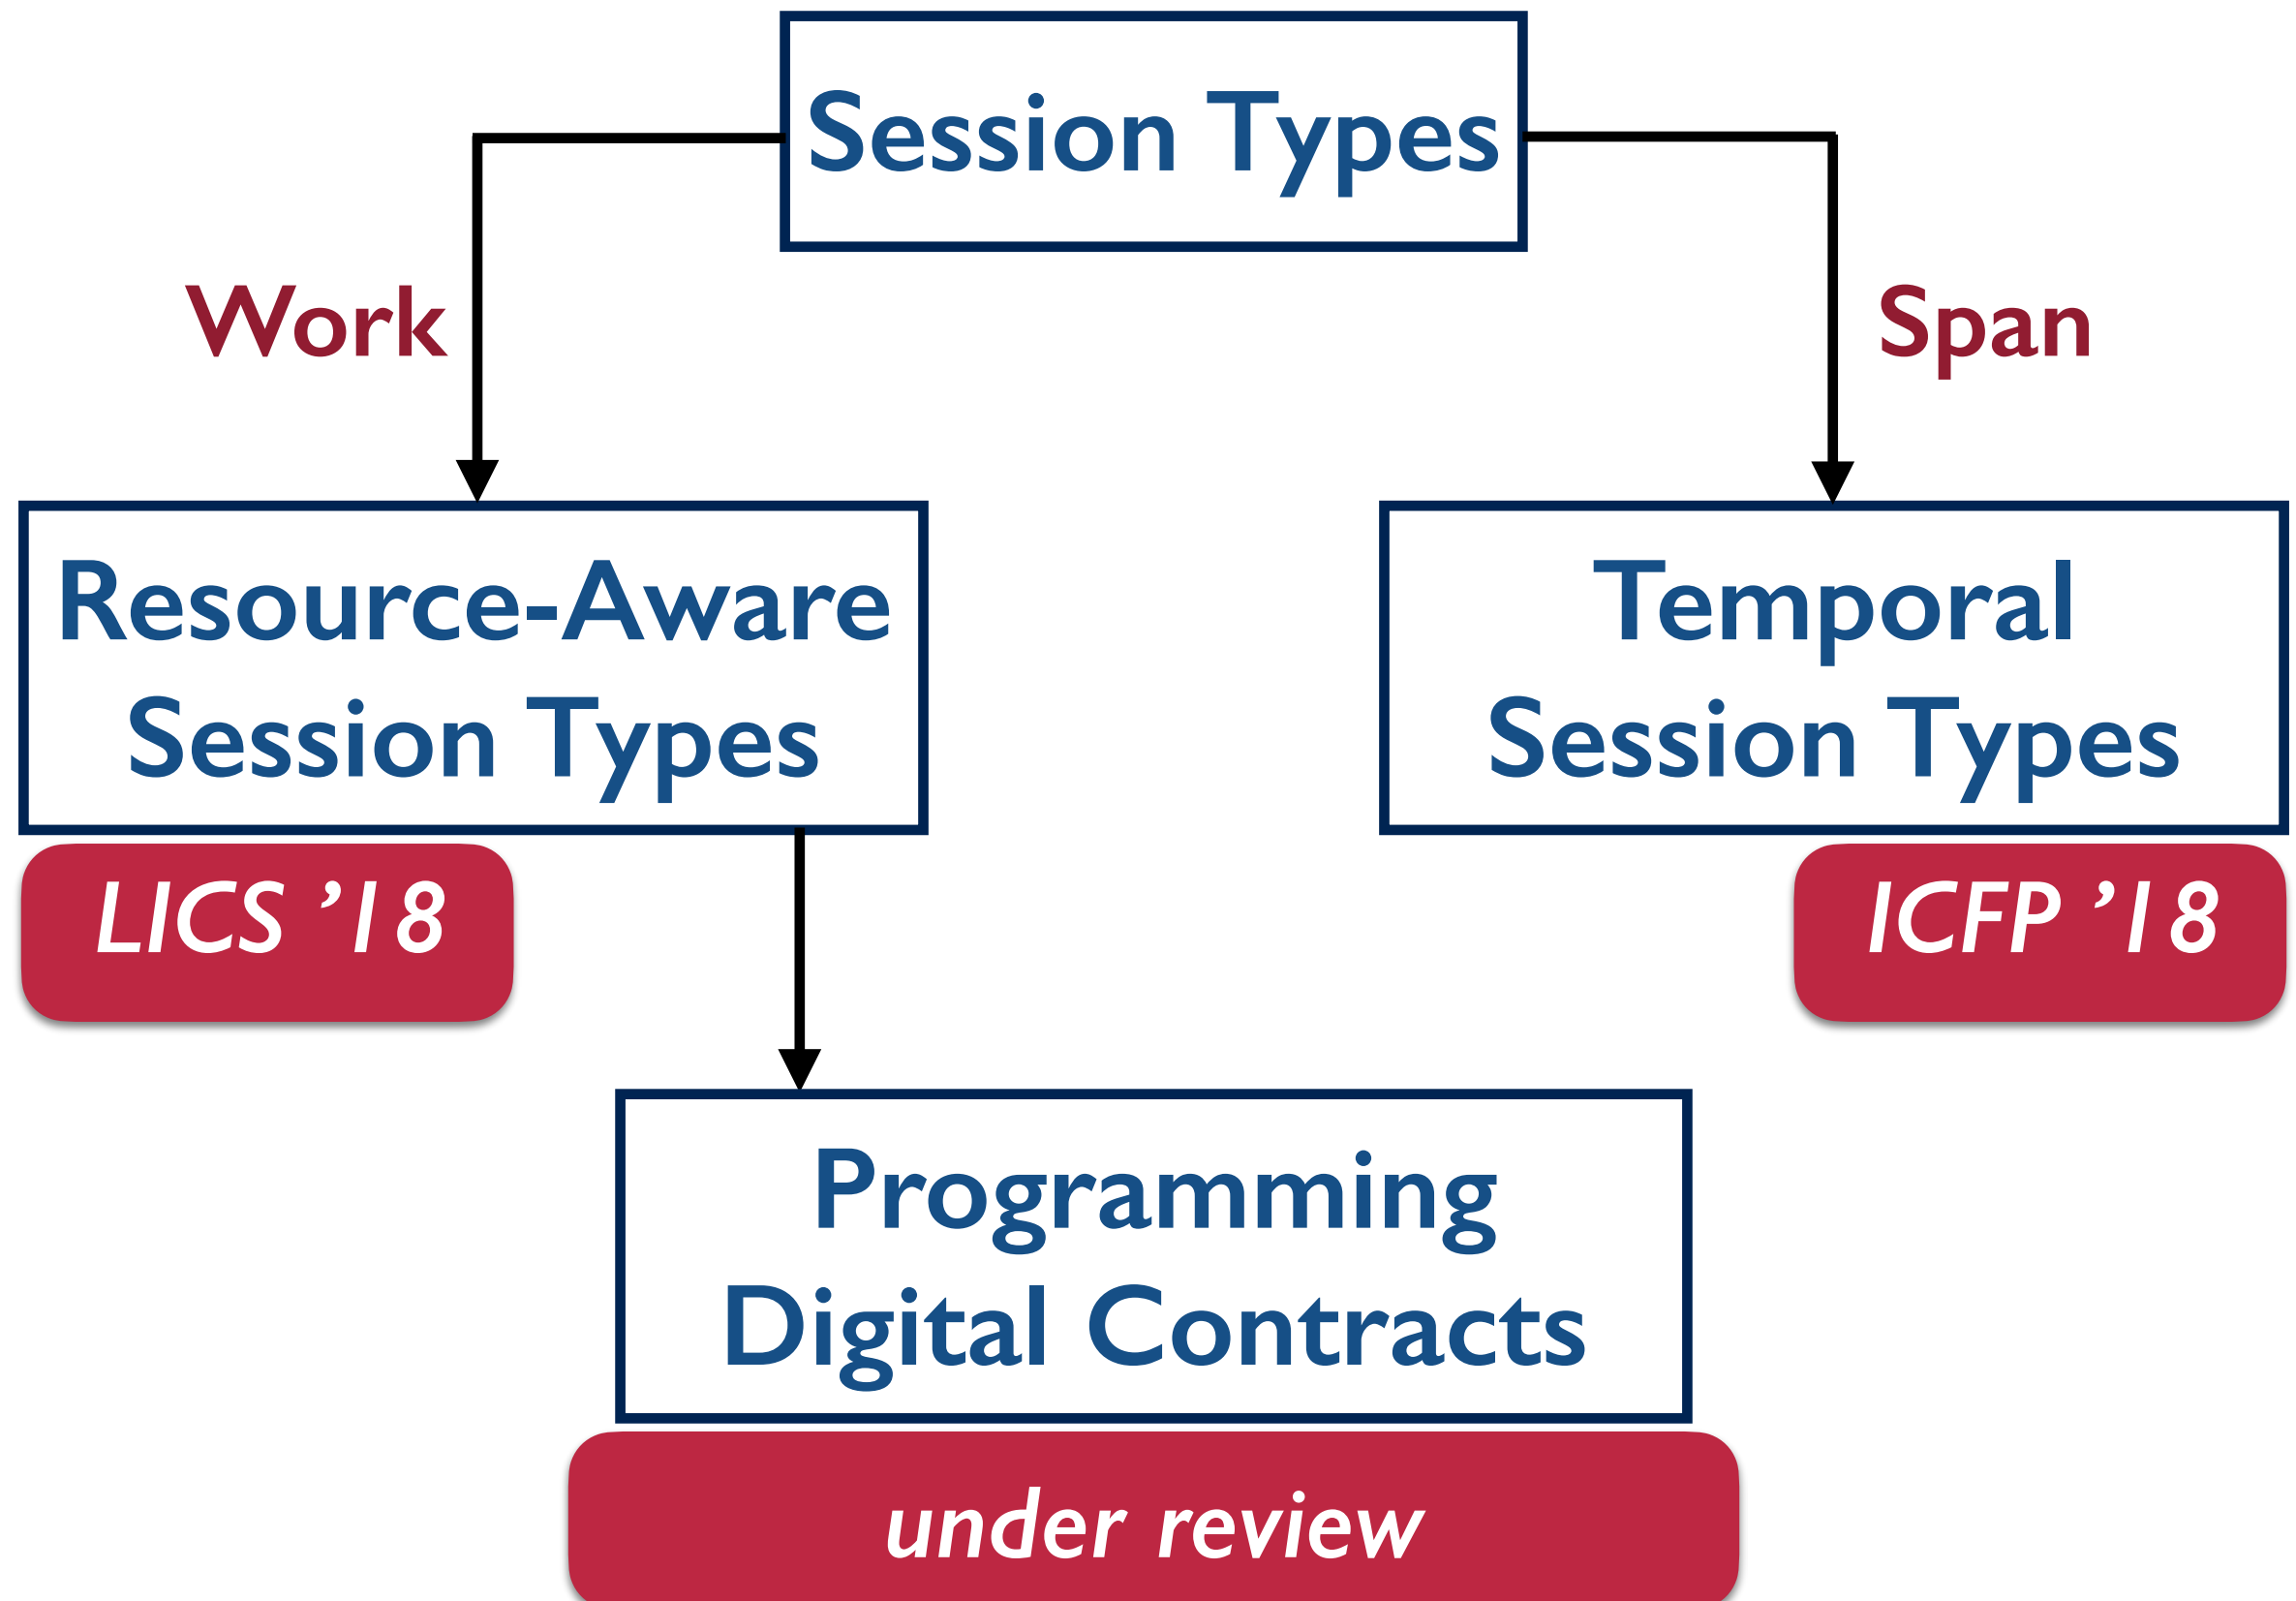 Session Types
Work
Span
Resource-Aware
Session Types
Temporal
Session Types
LICS ’18
ICFP ’18
Programming
Digital Contracts
under review